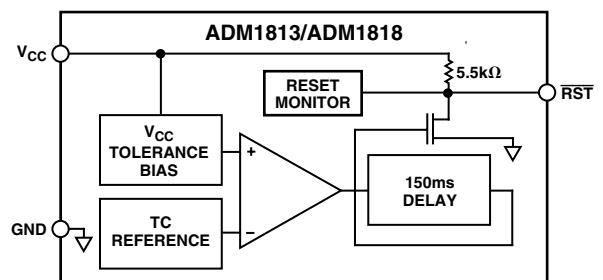 ADM1813/ADM1818
VCC
5.5kΩ
RESET
MONITOR
RST
VCC
TOLERANCE
BIAS
+
150ms
DELAY
TC
REFERENCE
–
GND